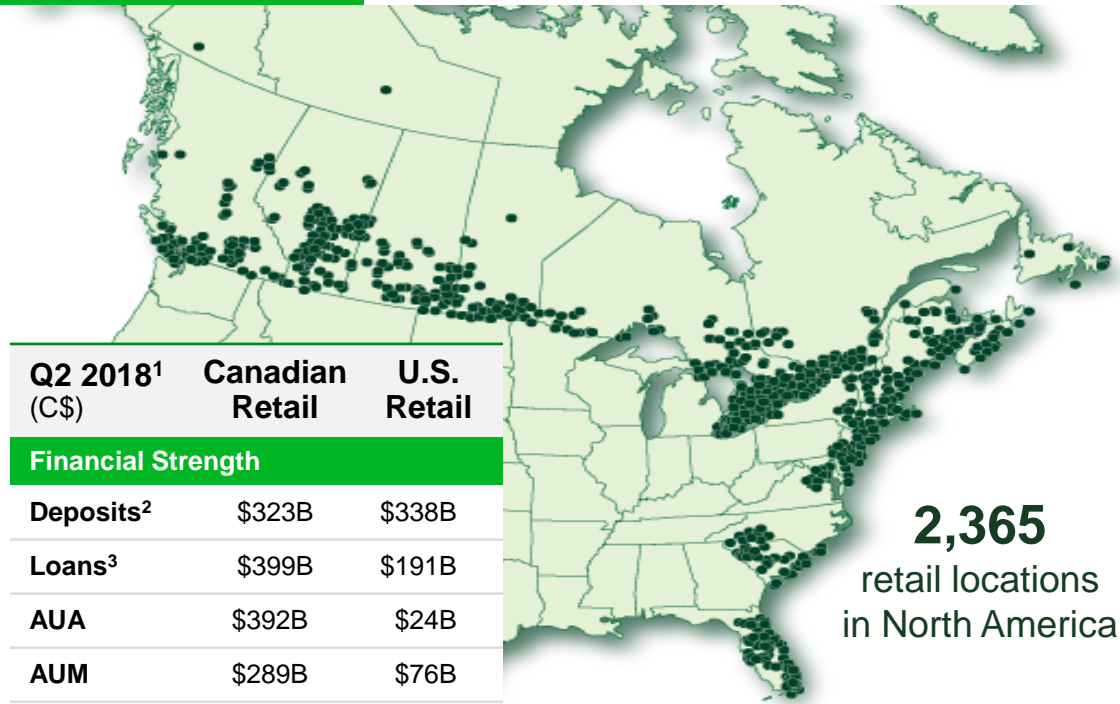 Q2 2018¹ Canadian U.S.
(C$) Retail Retail
Financial Strength
Deposits² $323B $338B
Loans³ $399B $191B
AUA $392B $24B
AUM $289B $76B
2,365
retail locations
in North America